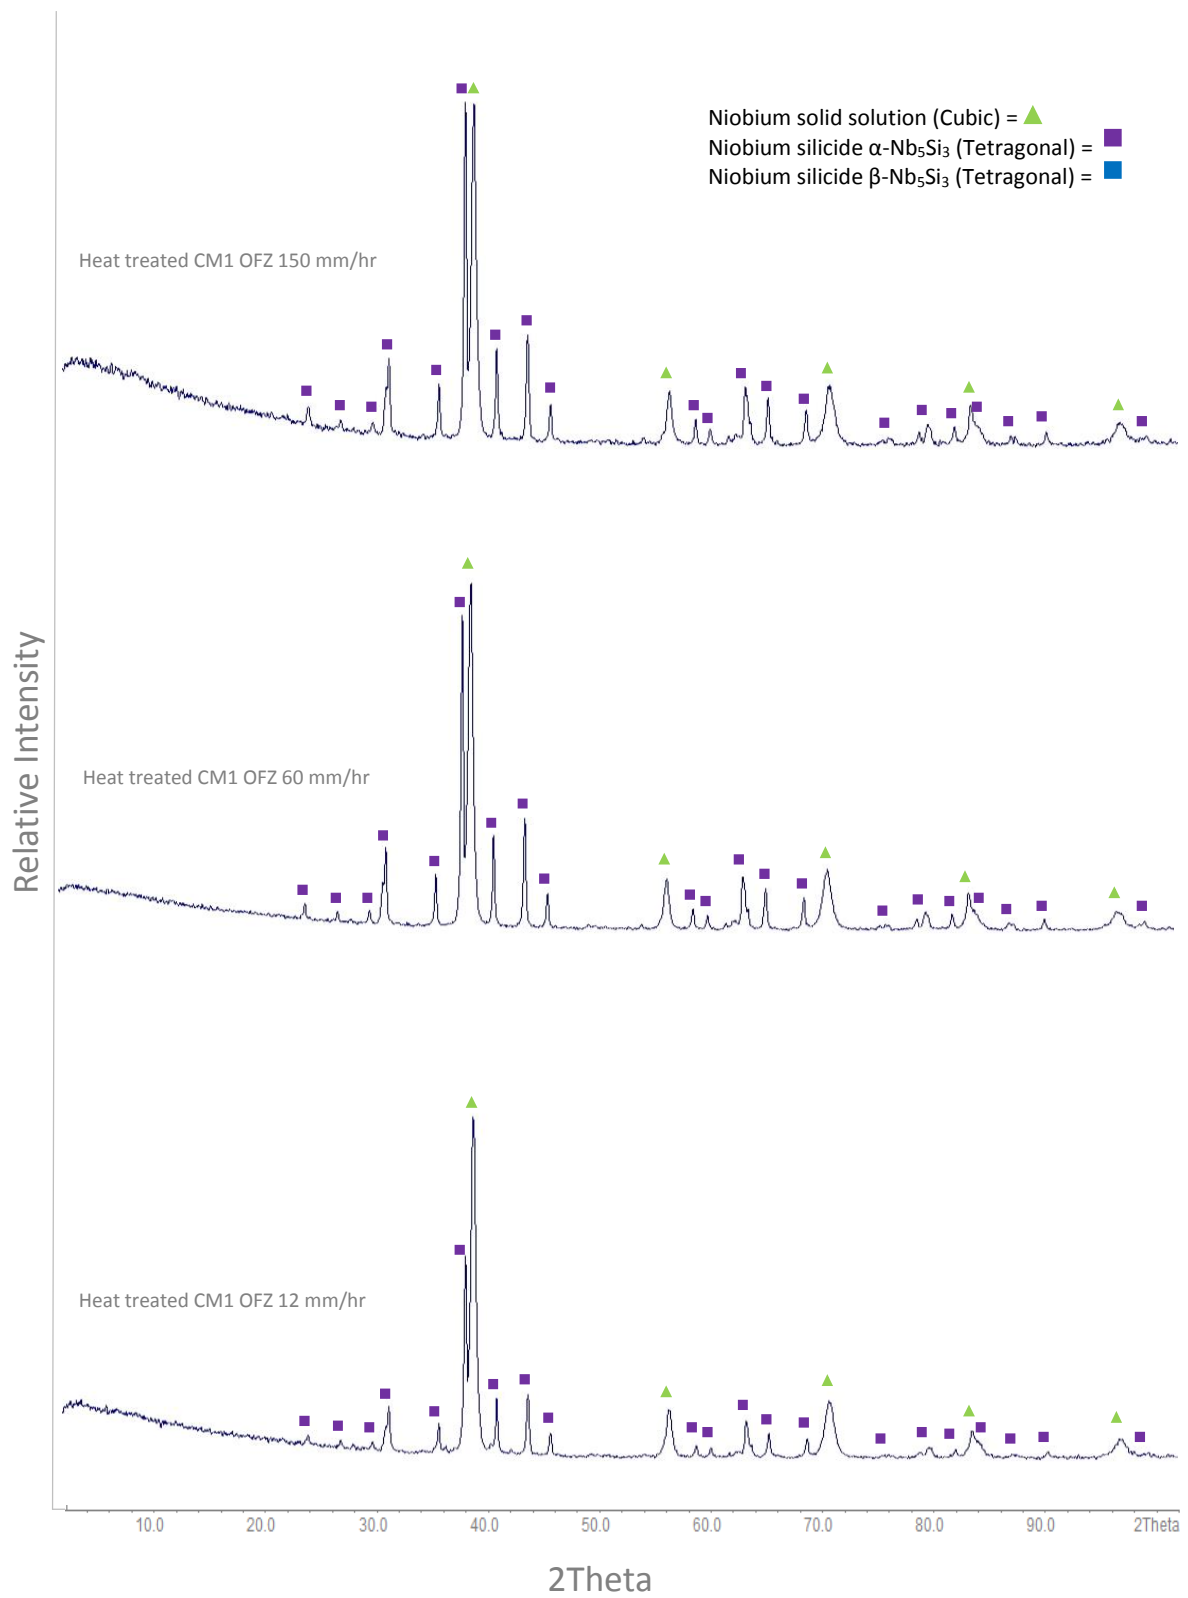 Niobium solid solution (Cubic) =
Niobium silicide α-Nb₅Si₃ (Tetragonal) =
Niobium silicide β-Nb₅Si₃ (Tetragonal) =
Heat treated CM1 OFZ 150 mm/hr
Relative Intensity
Heat treated CM1 OFZ 60 mm/hr
Heat treated CM1 OFZ 12 mm/hr
10.0 20.0 30.0 40.0 50.0 60.0 70.0 80.0 90.0 2Theta
2Theta